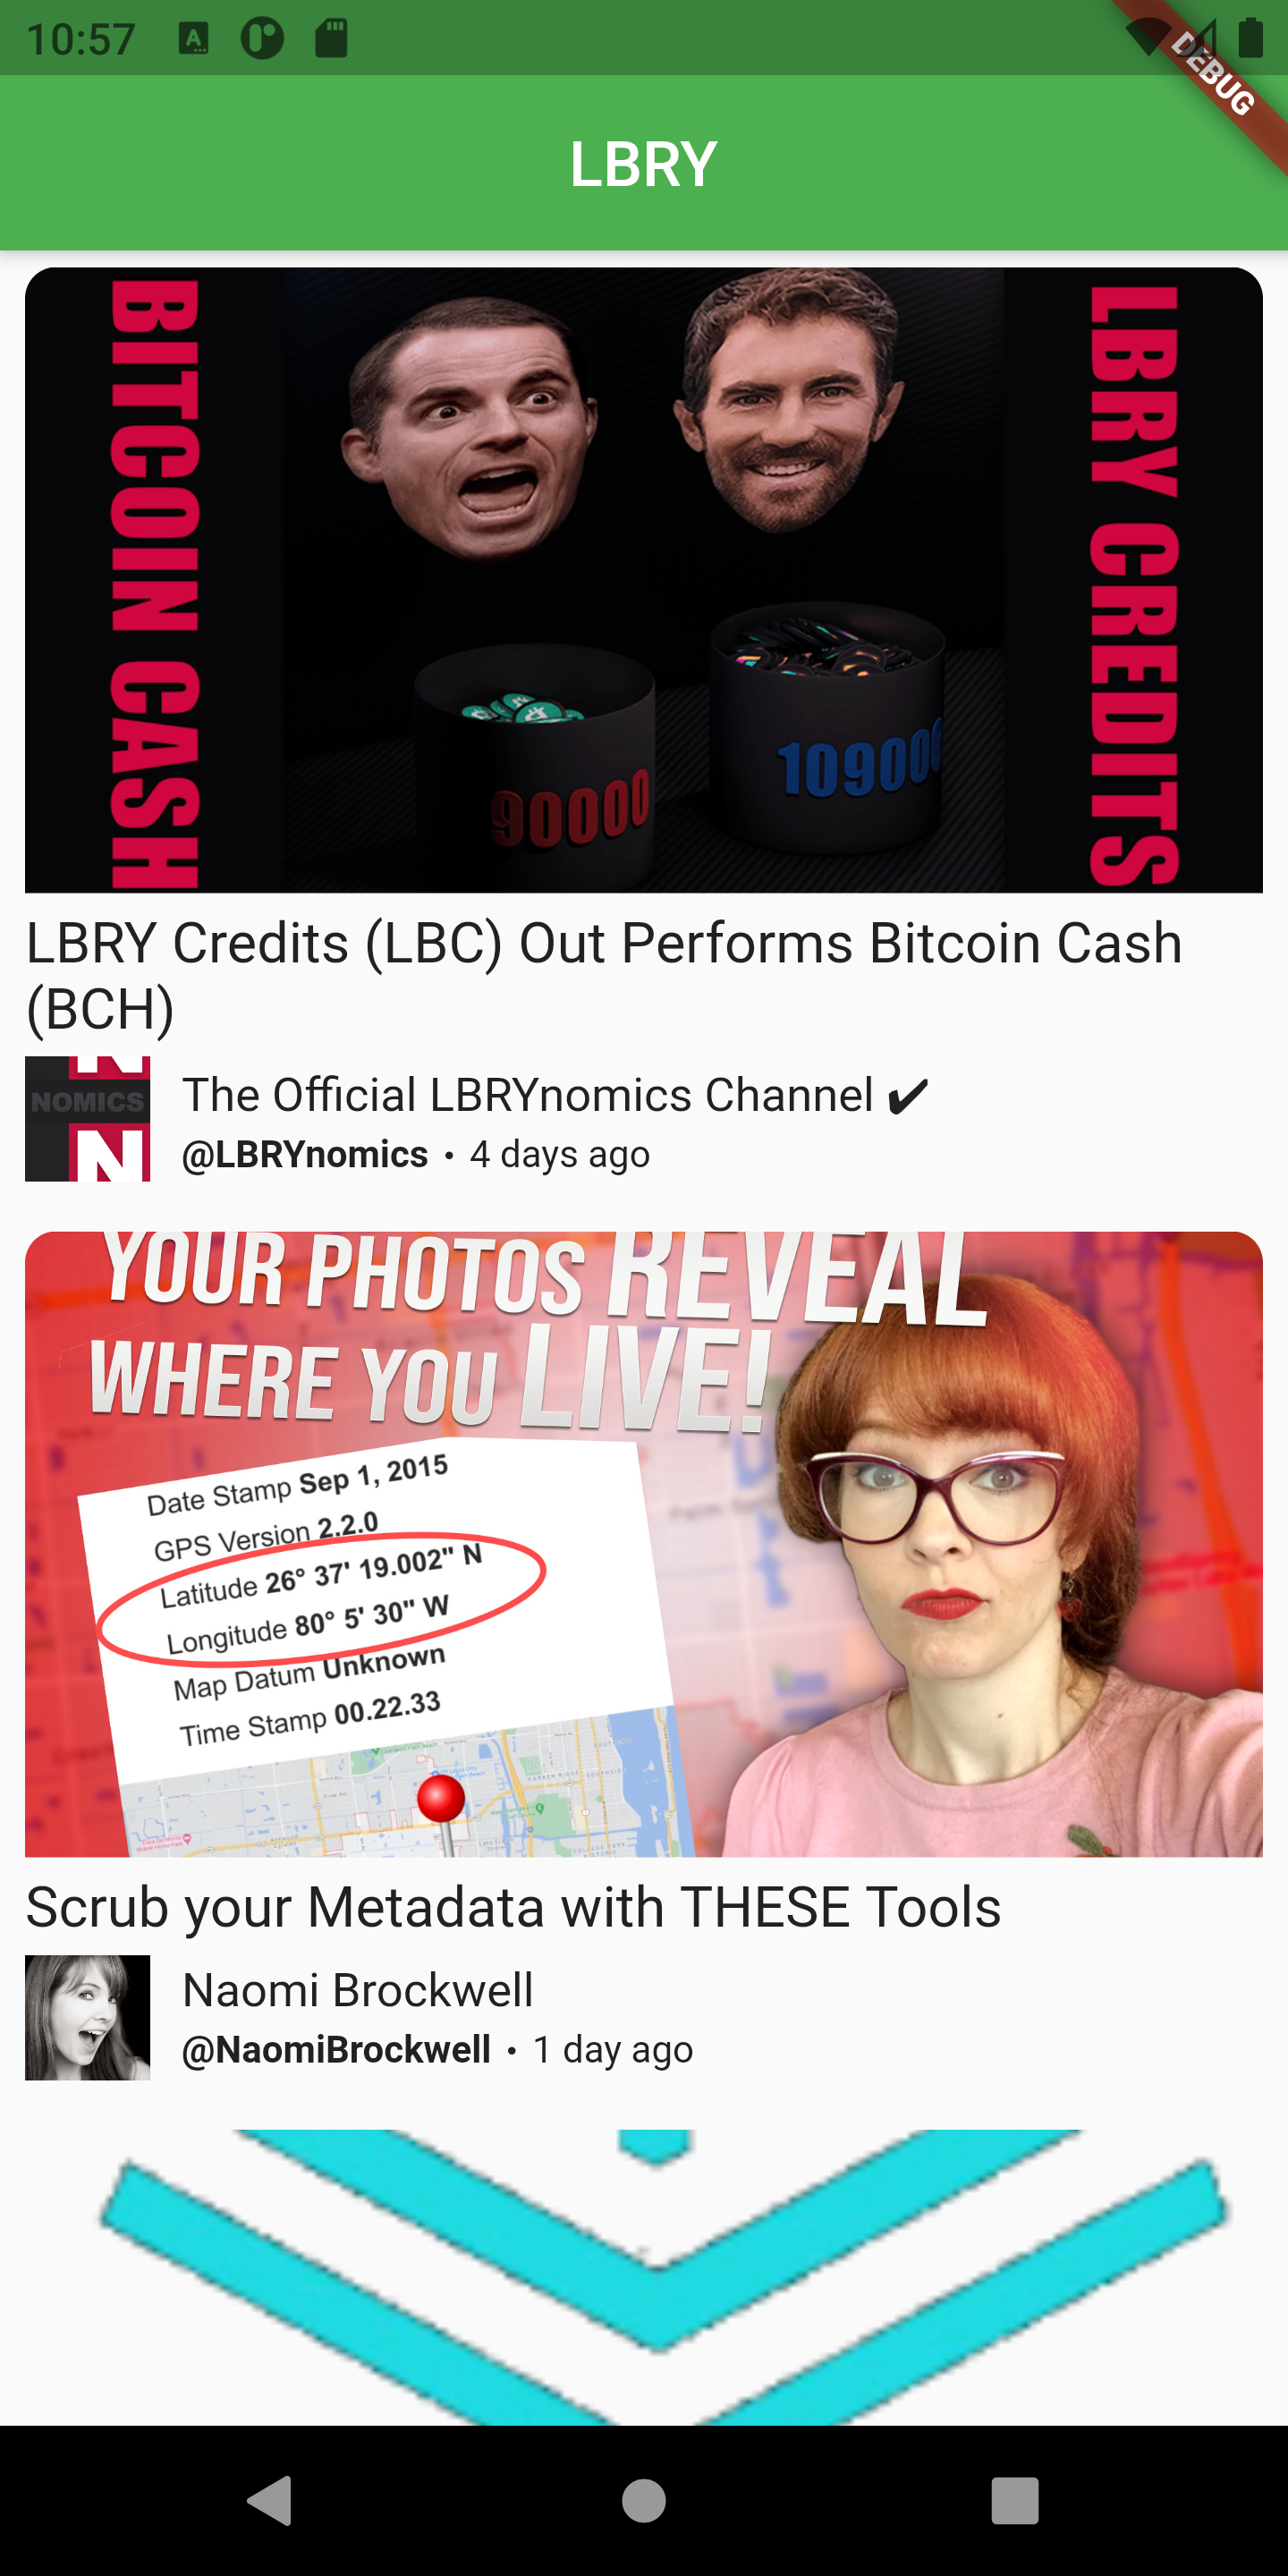 10:57
DEBUG
LBRY
BITCOIN CASH
LBRY CREDITS
90000
109000
LBRY Credits (LBC) Out Performs Bitcoin Cash
(BCH)
NOMICS
N
The Official LBRYnomics Channel ✔
@LBRYnomics • 4 days ago
YOUR PHOTOS REVEAL
WHERE YOU LIVE!
Date Stamp Sep 1, 2015
GPS Version 2.2.0
Latitude 26° 37' 19.002" N
Longitude 80° 5' 30" W
Map Datum Unknown
Time Stamp 00.22.33
Scrub your Metadata with THESE Tools
Naomi Brockwell
@NaomiBrockwell • 1 day ago